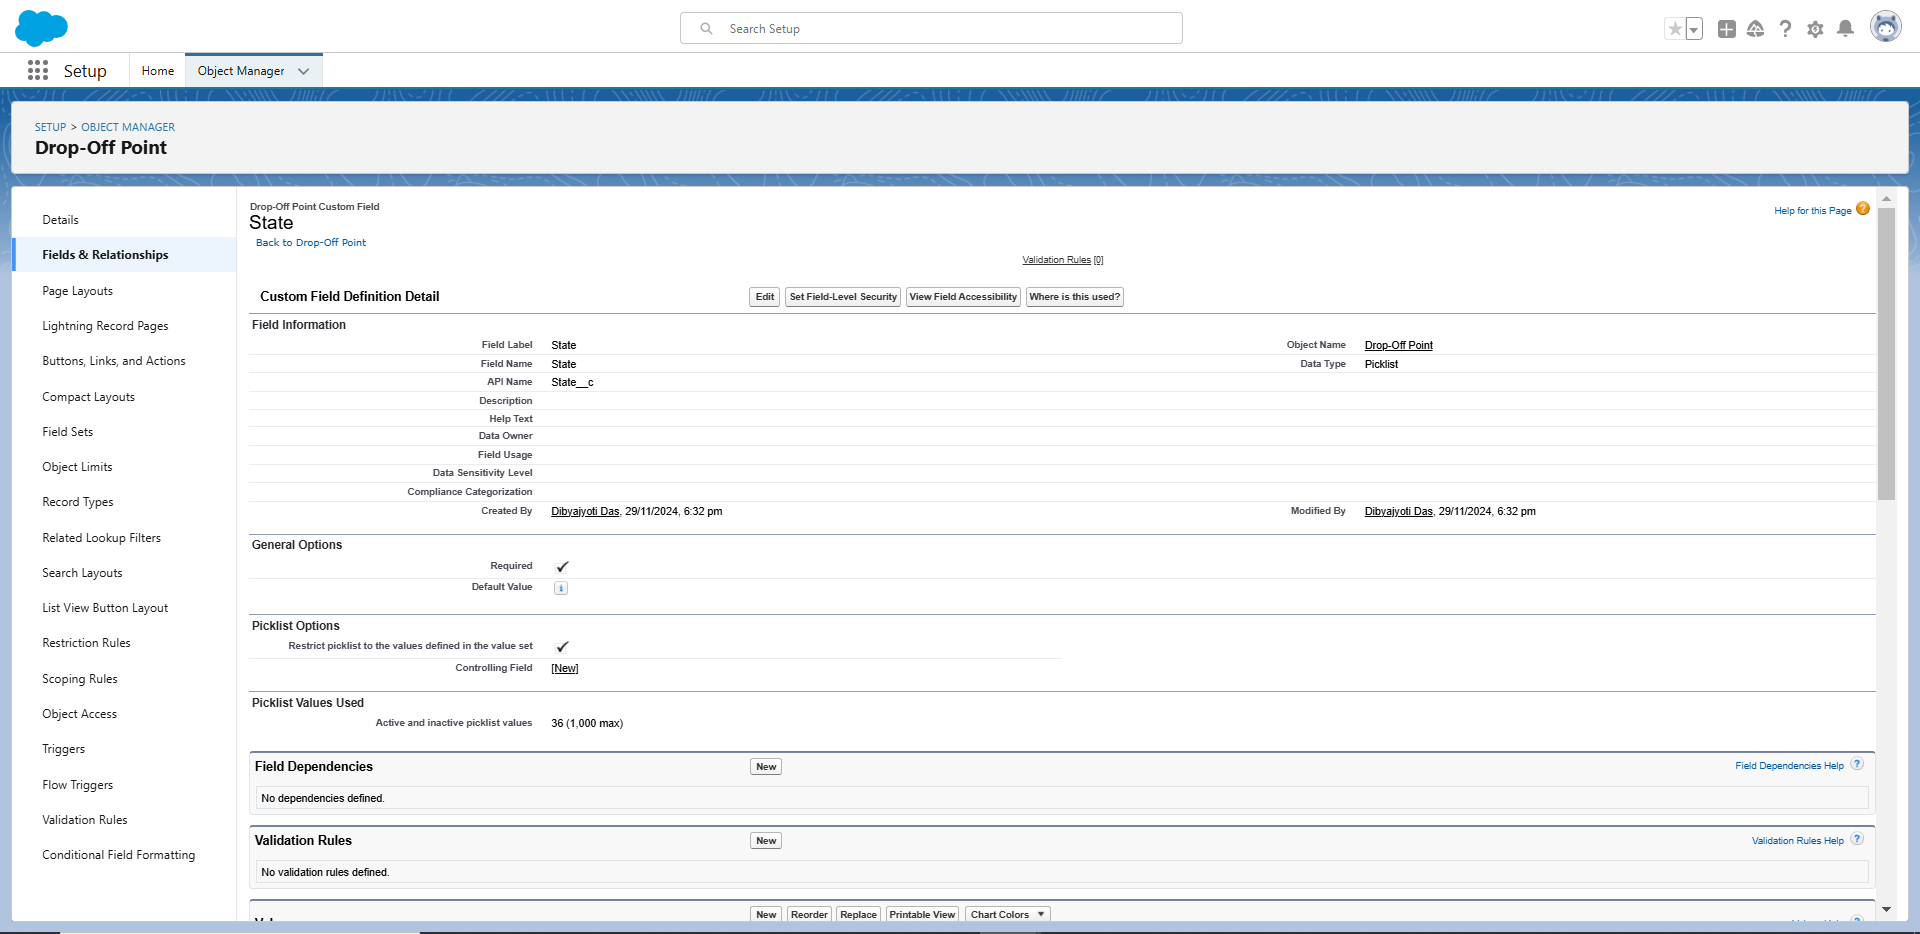 Search Setup
Setup
Home
Object Manager
SETUP > OBJECT MANAGER
Drop-Off Point
Details
Fields & Relationships
Page Layouts
Lightning Record Pages
Buttons, Links, and Actions
Compact Layouts
Field Sets
Object Limits
Record Types
Related Lookup Filters
Search Layouts
List View Button Layout
Restriction Rules
Scoping Rules
Object Access
Triggers
Flow Triggers
Validation Rules
Conditional Field Formatting
Drop-Off Point Custom Field
State
Back to Drop-Off Point
Help for this Page
Validation Rules [0]
Custom Field Definition Detail
Edit Set Field-Level Security View Field Accessibility Where is this used?
Field Information
Field Label State Object Name Drop-Off Point
Field Name State Data Type Picklist
API Name State__c
Description
Help Text
Data Owner
Field Usage
Data Sensitivity Level
Compliance Categorization
Created By Dibyajyoti Das, 29/11/2024, 6:32 pm Modified By Dibyajyoti Das, 29/11/2024, 6:32 pm
General Options
Required
Default Value
Picklist Options
Restrict picklist to the values defined in the value set
Controlling Field [New]
Picklist Values Used
Active and inactive picklist values 36 (1,000 max)
Field Dependencies New Field Dependencies Help ?
No dependencies defined.
Validation Rules New Validation Rules Help ?
No validation rules defined.
New Reorder Replace Printable View Chart Colors